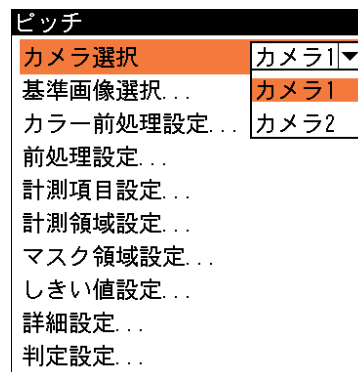 ピッチ
カメラ選択 カメラ1▼
基準画像選択... カメラ1
カラー前処理設定... カメラ2
前処理設定...
計測項目設定...
計測領域設定...
マスク領域設定...
しきい値設定...
詳細設定...
判定設定...